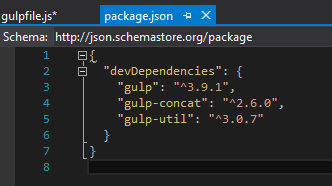 gulpfile.js* package.json
Schema: http://json.schemastore.org/package
1 {
2 "devDependencies": {
3 "gulp": "^3.9.1",
4 "gulp-concat": "^2.6.0",
5 "gulp-util": "^3.0.7"
6 }
7 }
8